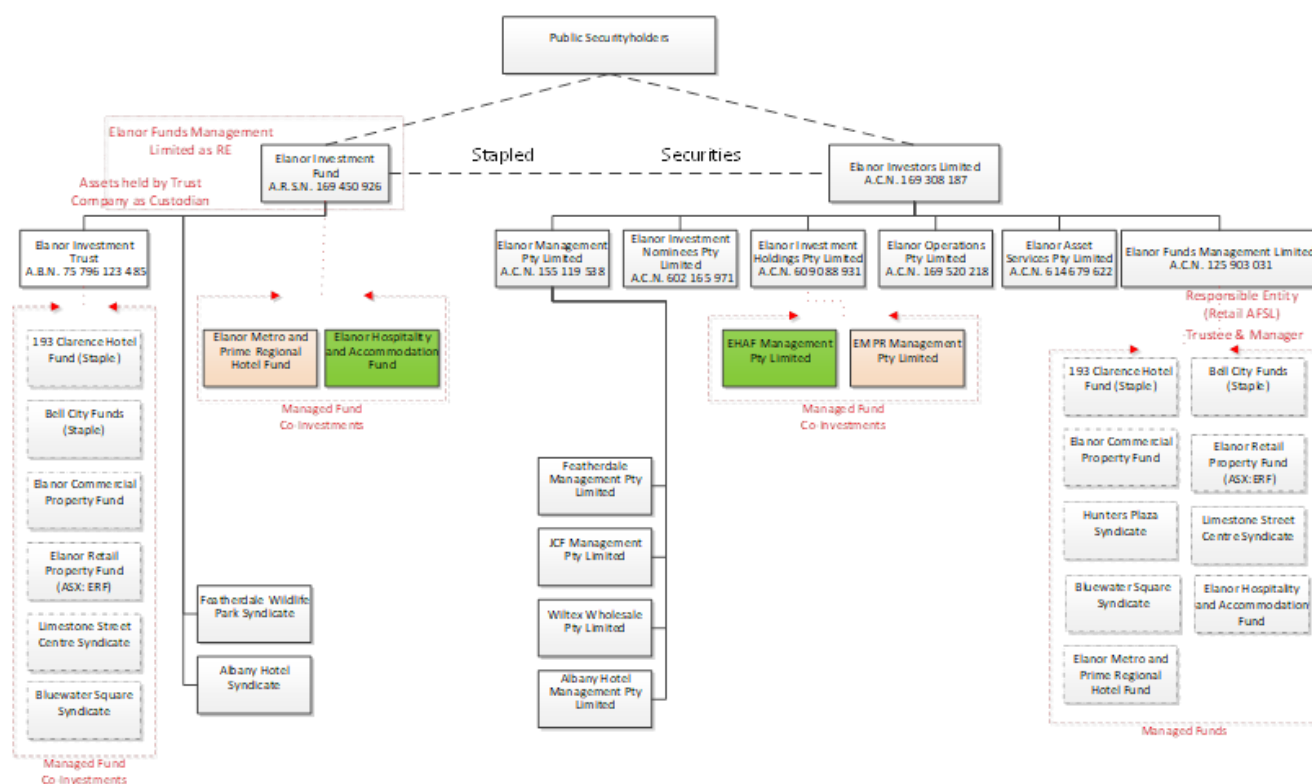 Public Securityholders
Elanor Funds Management
Limited as RE
Elanor Investment
Fund
A.R.S.N. 169 450 926
Stapled
Securities
Elanor Investors Limited
A.C.N. 169 308 187
Assets held by Trust
Company as Custodian
Elanor Investment
Trust
A.B.N. 75 796 123 485
Elanor Management
Pty Limited
A.C.N. 155 119 538
Elanor Investment
Nominees Pty
Limited
A.C.N. 602 165 971
Elanor Investment
Holdings Pty Limited
A.C.N. 609 088 931
Elanor Operations
Pty Limited
A.C.N. 169 520 218
Elanor Asset
Services Pty Limited
A.C.N. 614 679 622
Elanor Funds Management Limited
A.C.N. 125 903 031
Responsible Entity
(Retail AFSL)
Trustee & Manager
193 Clarence Hotel
Fund (Staple)
Bell City Funds
(Staple)
Elanor Commercial
Property Fund
Elanor Retail
Property Fund
(ASX: ERF)
Limestone Street
Centre Syndicate
Bluewater Square
Syndicate
Managed Fund
Co-Investments
Elanor Metro and
Prime Regional
Hotel Fund
Elanor Hospitality
and Accommodation
Fund
Managed Fund
Co-Investments
Featherdale Wildlife
Park Syndicate
Albany Hotel
Syndicate
Featherdale
Management Pty
Limited
JCF Management
Pty Limited
Wiltex Wholesale
Pty Limited
Albany Hotel
Management Pty
Limited
EHAF Management
Pty Limited
EMPR Management
Pty Limited
Managed Fund
Co-Investments
193 Clarence Hotel
Fund (Staple)
Bell City Funds
(Staple)
Elanor Commercial
Property Fund
Elanor Retail
Property Fund
(ASX:ERF)
Hunters Plaza
Syndicate
Limestone Street
Centre Syndicate
Bluewater Square
Syndicate
Elanor Hospitality
and Accommodation
Fund
Elanor Metro and
Prime Regional
Hotel Fund
Managed Funds